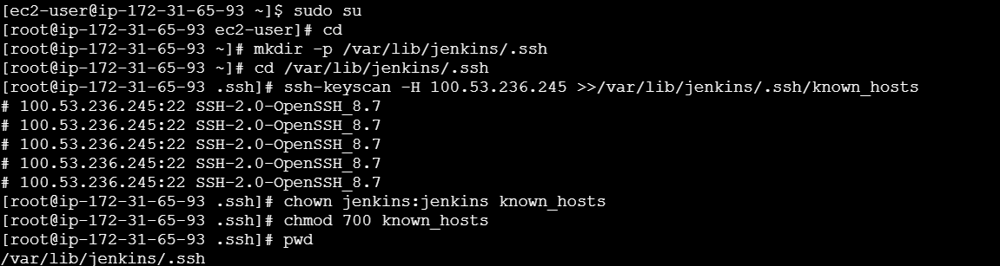 [ec2-user@ip-172-31-65-93 ~]$ sudo su
[root@ip-172-31-65-93 ec2-user]# cd
[root@ip-172-31-65-93 ~]# mkdir -p /var/lib/jenkins/.ssh
[root@ip-172-31-65-93 ~]# cd /var/lib/jenkins/.ssh
[root@ip-172-31-65-93 .ssh]# ssh-keyscan -H 100.53.236.245 >>/var/lib/jenkins/.ssh/known_hosts
# 100.53.236.245:22 SSH-2.0-OpenSSH_8.7
# 100.53.236.245:22 SSH-2.0-OpenSSH_8.7
# 100.53.236.245:22 SSH-2.0-OpenSSH_8.7
# 100.53.236.245:22 SSH-2.0-OpenSSH_8.7
# 100.53.236.245:22 SSH-2.0-OpenSSH_8.7
[root@ip-172-31-65-93 .ssh]# chown jenkins:jenkins known_hosts
[root@ip-172-31-65-93 .ssh]# chmod 700 known_hosts
[root@ip-172-31-65-93 .ssh]# pwd
/var/lib/jenkins/.ssh